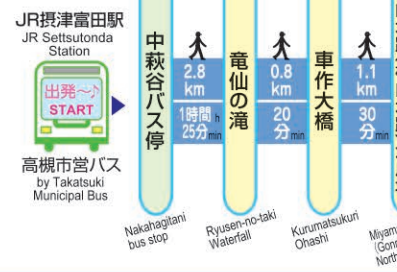 JR摂津富田駅
JR Settsutonda
Station
出発〜♪
START
高槻市営バス
by Takatsuki
Municipal Bus
中萩谷バス停
2.8
km
1時間 h
25分 min
竜仙の滝
0.8
km
20
分 min
車作大橋
1.1
km
30
分 min
Nakahagitani
bus stop
Ryusen-no-taki
Waterfall
Kurumatsukuri
Ohashi